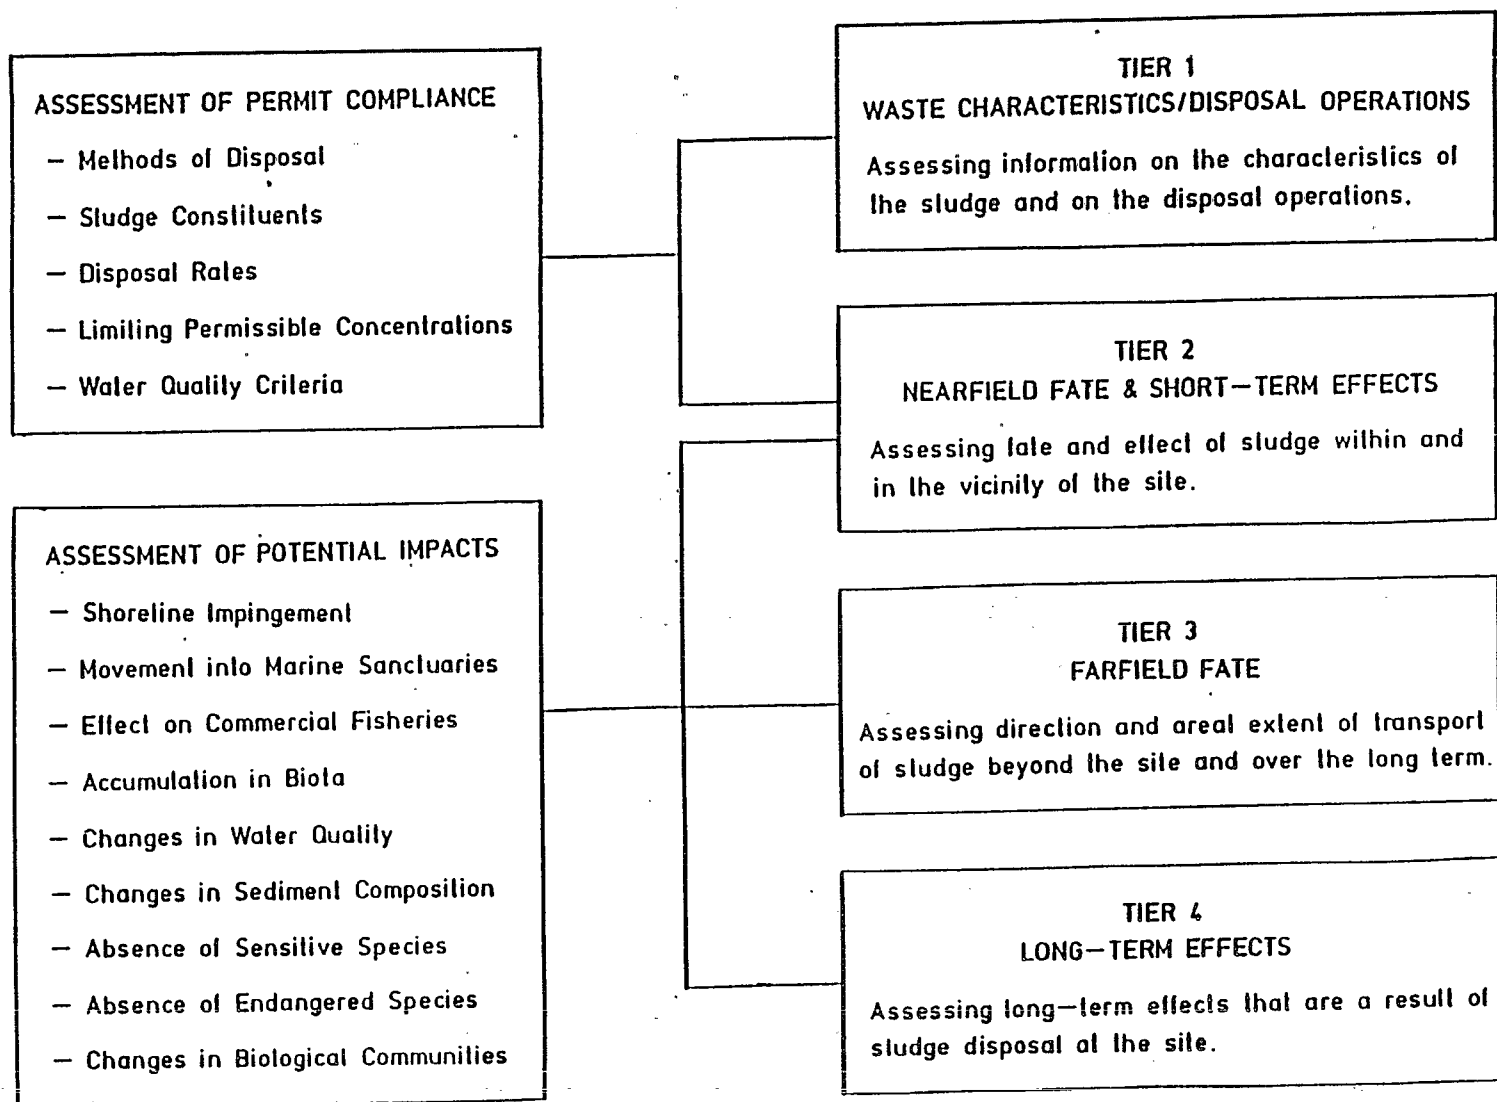 ASSESSMENT OF PERMIT COMPLIANCE
– Methods of Disposal
– Sludge Constituents
– Disposal Rates
– Limiting Permissible Concentrations
– Water Quality Criteria
ASSESSMENT OF POTENTIAL IMPACTS
– Shoreline Impingement
– Movement into Marine Sanctuaries
– Effect on Commercial Fisheries
– Accumulation in Biota
– Changes in Water Quality
– Changes in Sediment Composition
– Absence of Sensitive Species
– Absence of Endangered Species
– Changes in Biological Communities
TIER 1
WASTE CHARACTERISTICS/DISPOSAL OPERATIONS
Assessing information on the characteristics of
the sludge and on the disposal operations.
TIER 2
NEARFIELD FATE & SHORT–TERM EFFECTS
Assessing fate and effect of sludge within and
in the vicinity of the site.
TIER 3
FARFIELD FATE
Assessing direction and areal extent of transport
of sludge beyond the site and over the long term.
TIER 4
LONG–TERM EFFECTS
Assessing long–term effects that are a result of
sludge disposal at the site.